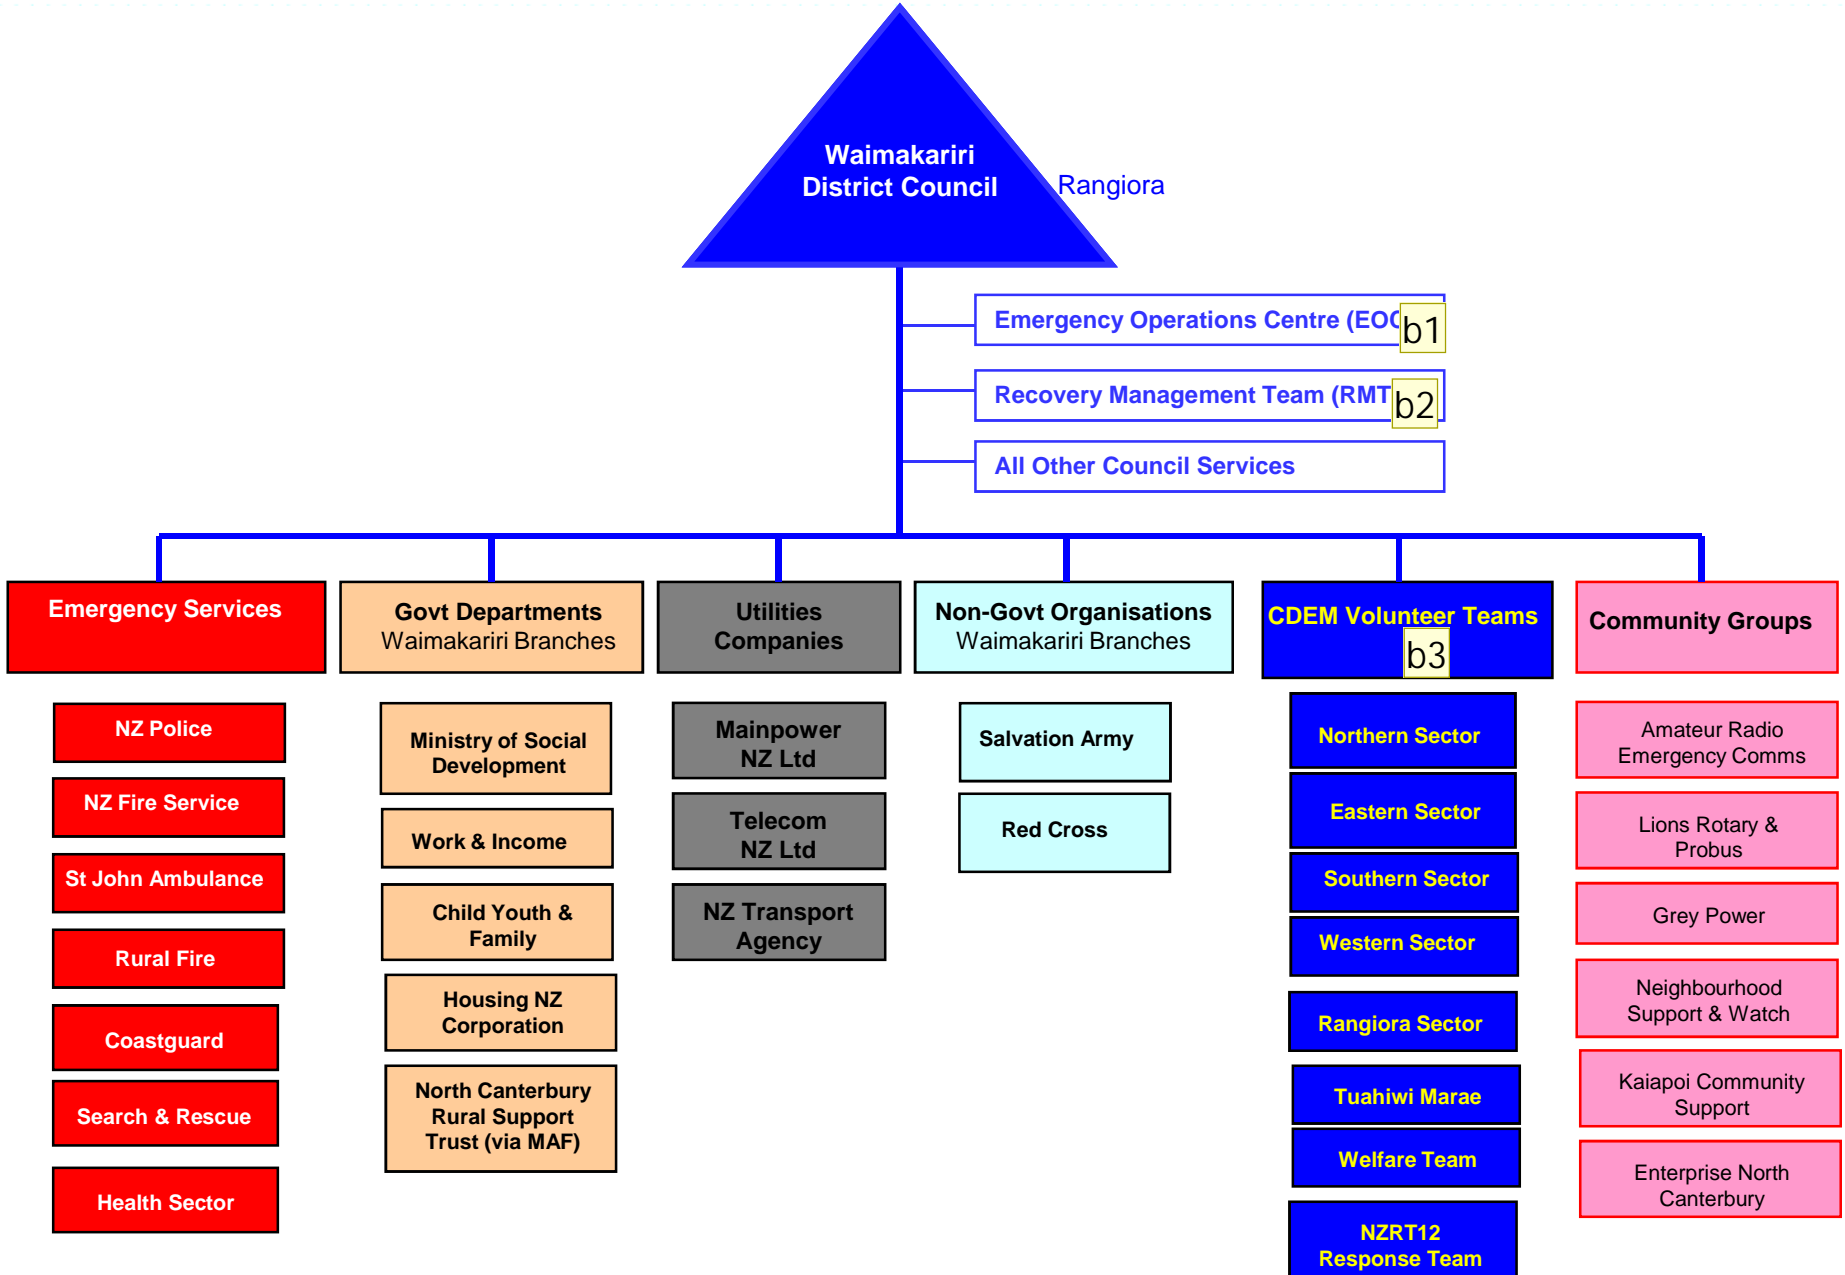 Waimakariri
District Council
Rangiora
Emergency Operations Centre (EOC
b1
Recovery Management Team (RMT
b2
All Other Council Services
Emergency Services
NZ Police
NZ Fire Service
St John Ambulance
Rural Fire
Coastguard
Search & Rescue
Health Sector
Govt Departments
Waimakariri Branches
Ministry of Social
Development
Work & Income
Child Youth &
Family
Housing NZ
Corporation
North Canterbury
Rural Support
Trust (via MAF)
Utilities
Companies
Mainpower
NZ Ltd
Telecom
NZ Ltd
NZ Transport
Agency
Non-Govt Organisations
Waimakariri Branches
Salvation Army
Red Cross
CDEM Volunteer Teams
b3
Northern Sector
Eastern Sector
Southern Sector
Western Sector
Rangiora Sector
Tuahiwi Marae
Welfare Team
NZRT12
Response Team
Community Groups
Amateur Radio
Emergency Comms
Lions Rotary &
Probus
Grey Power
Neighbourhood
Support & Watch
Kaiapoi Community
Support
Enterprise North
Canterbury